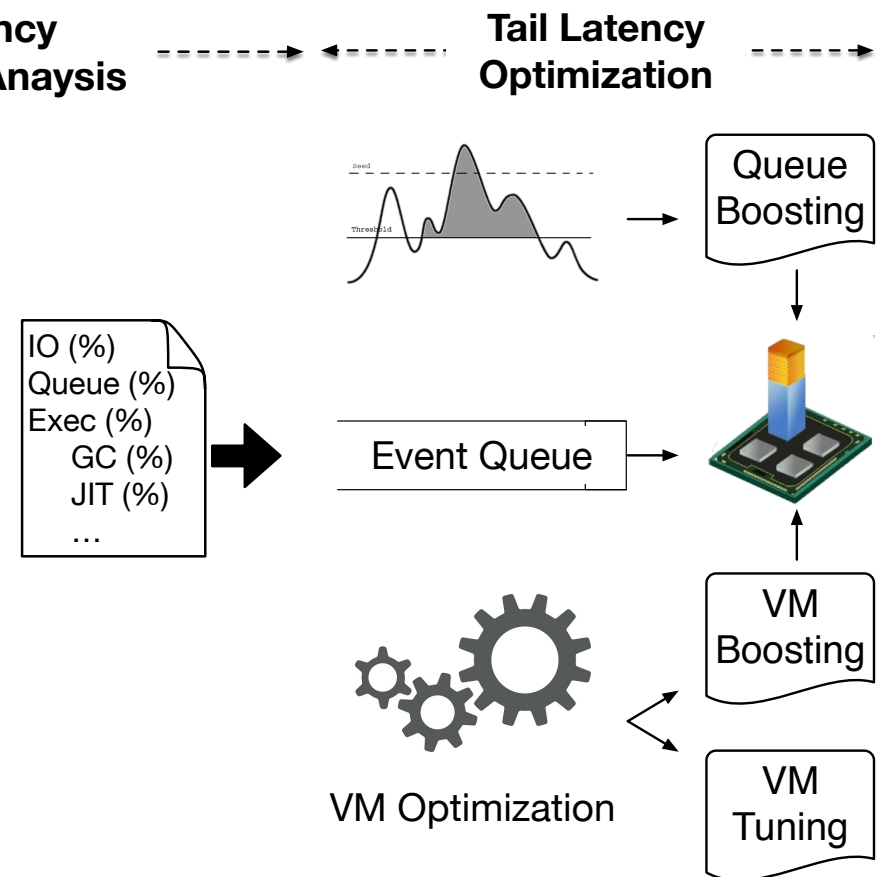 ncy
Anaysis
Tail Latency
Optimization
Seed
Threshold
Queue
Boosting
IO (%)
Queue (%)
Exec (%)
GC (%)
JIT (%)
...
Event Queue
VM
Boosting
VM Optimization
VM
Tuning